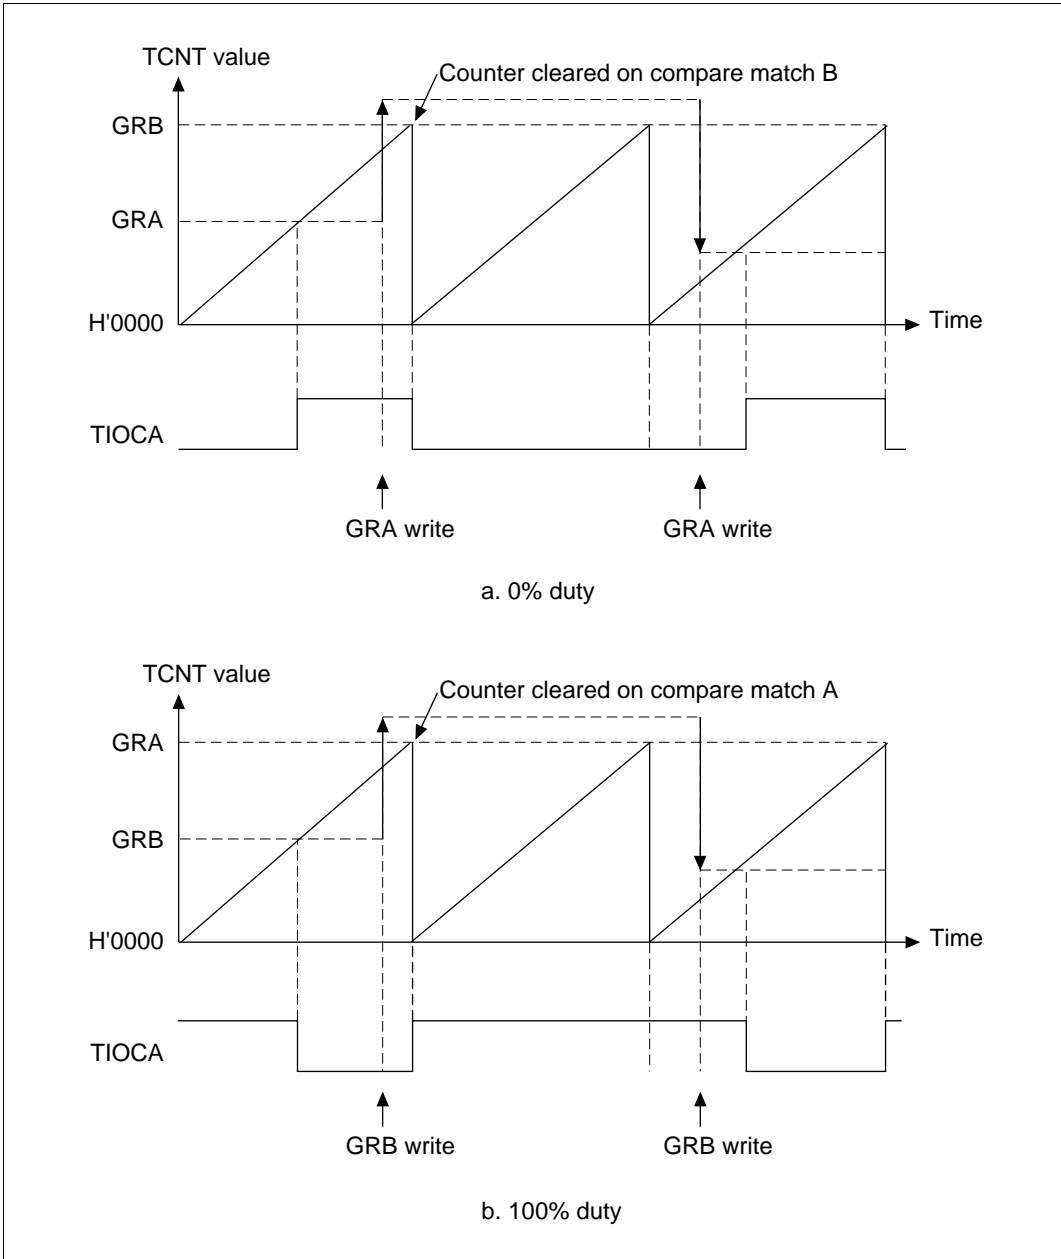 TCNT value
Counter cleared on compare match B
GRB
GRA
H'0000
Time
TIOCA
GRA write
GRA write
a. 0% duty
TCNT value
Counter cleared on compare match A
GRA
GRB
H'0000
Time
TIOCA
GRB write
GRB write
b. 100% duty